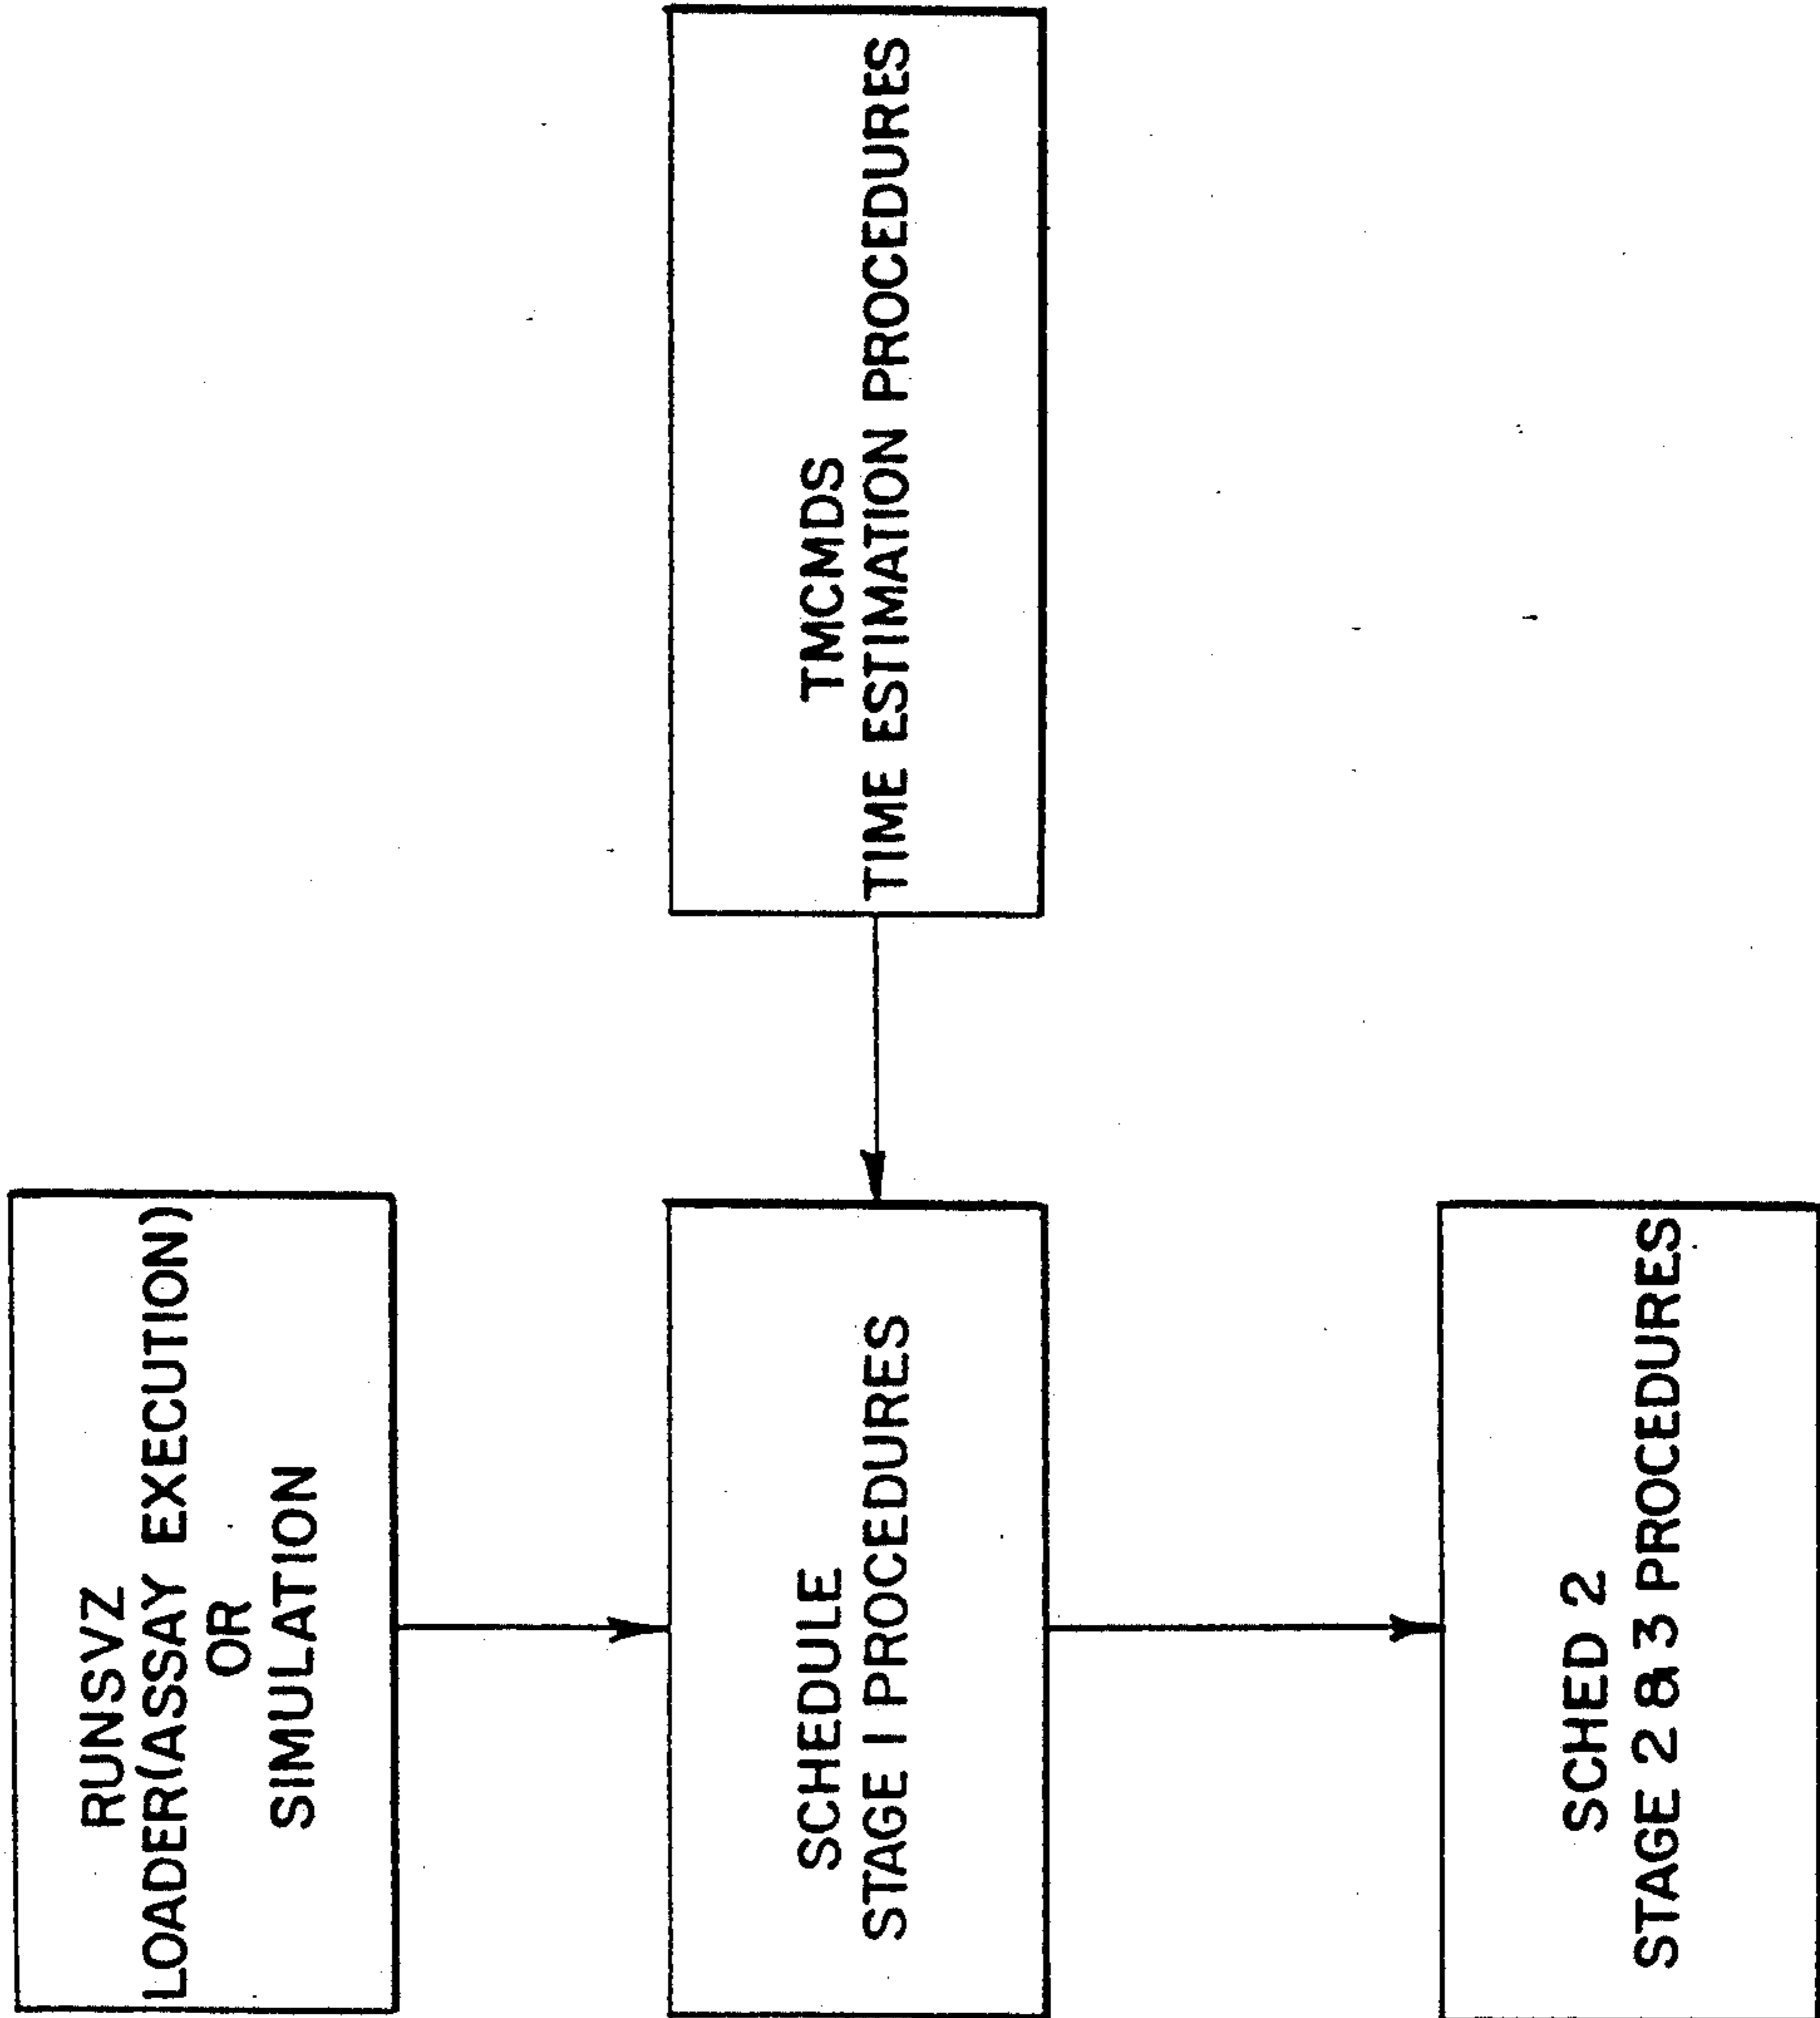 RUNSVZ
LOADER(ASSAY EXECUTION)
OR
SIMULATION
SCHEDULE
STAGE 1 PROCEDURES
TMCMDS
TIME ESTIMATION PROCEDURES
SCHED 2
STAGE 2 & 3 PROCEDURES